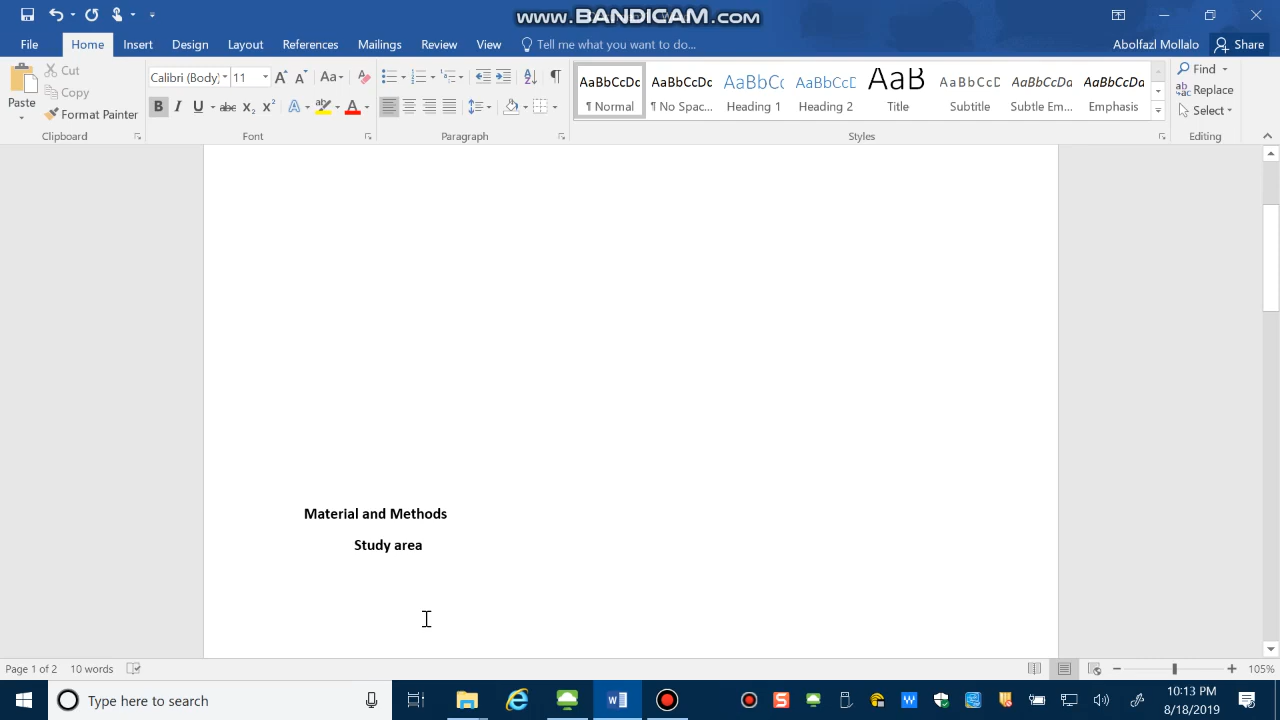 www.BANDICAM.com
File Home Insert Design Layout References Mailings Review View Tell me what you want to do... Abolfazl Mollalo Share
Paste Cut Copy Format Painter
Clipboard
Calibri (Body) 11 Aa
B I U abc x2 x2 A A
Font
Paragraph
AaBbCcDc AaBbCcDc AaBbCc AaBbCcD AaB AaBbCcD AaBbCcDa AaBbCcDa
¶ Normal ¶ No Spac... Heading 1 Heading 2 Title Subtitle Subtle Em... Emphasis
Styles
Find
Replace
Select
Editing
Material and Methods
Study area
Page 1 of 2 10 words 105%
Type here to search
10:13 PM
8/18/2019